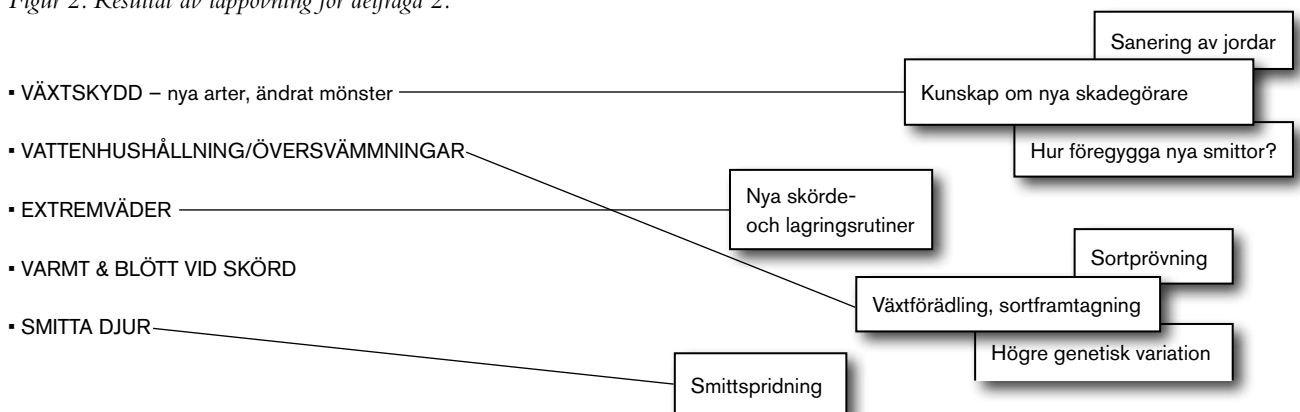 Figur 2. Resultat av lappövning för delfråga 2.
▪ VÄXTSKYDD – nya arter, ändrat mönster
▪ VATTENHUSHÅLLNING/ÖVERSVÄMMNINGAR
▪ EXTREMVÄDER
▪ VARMT & BLÖTT VID SKÖRD
▪ SMITTA DJUR
Sanering av jordar
Kunskap om nya skadegörare
Hur föregygga nya smittor?
Nya skörde-
och lagringsrutiner
Sortprövning
Växtförädling, sortframtagning
Högre genetisk variation
Smittspridning